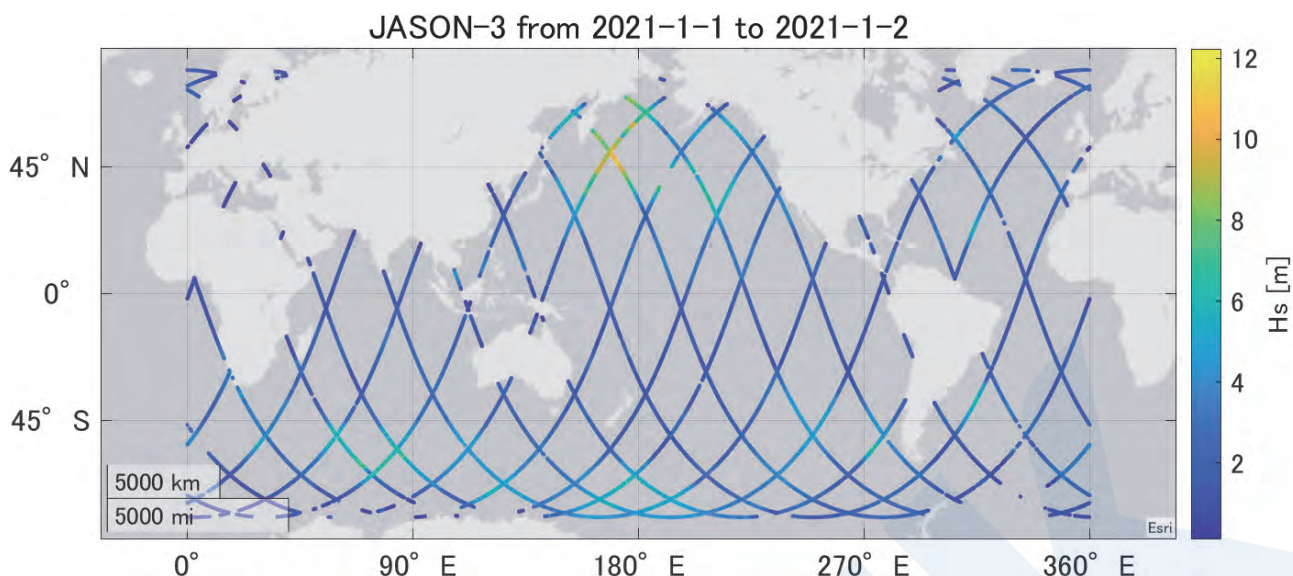 JASON-3 from 2021-1-1 to 2021-1-2
45° N
0°
45° S
5000 km
5000 mi
Esri
0°
90° E
180° E
270° E
360° E
12
10
8
6
4
2
Hs [m]